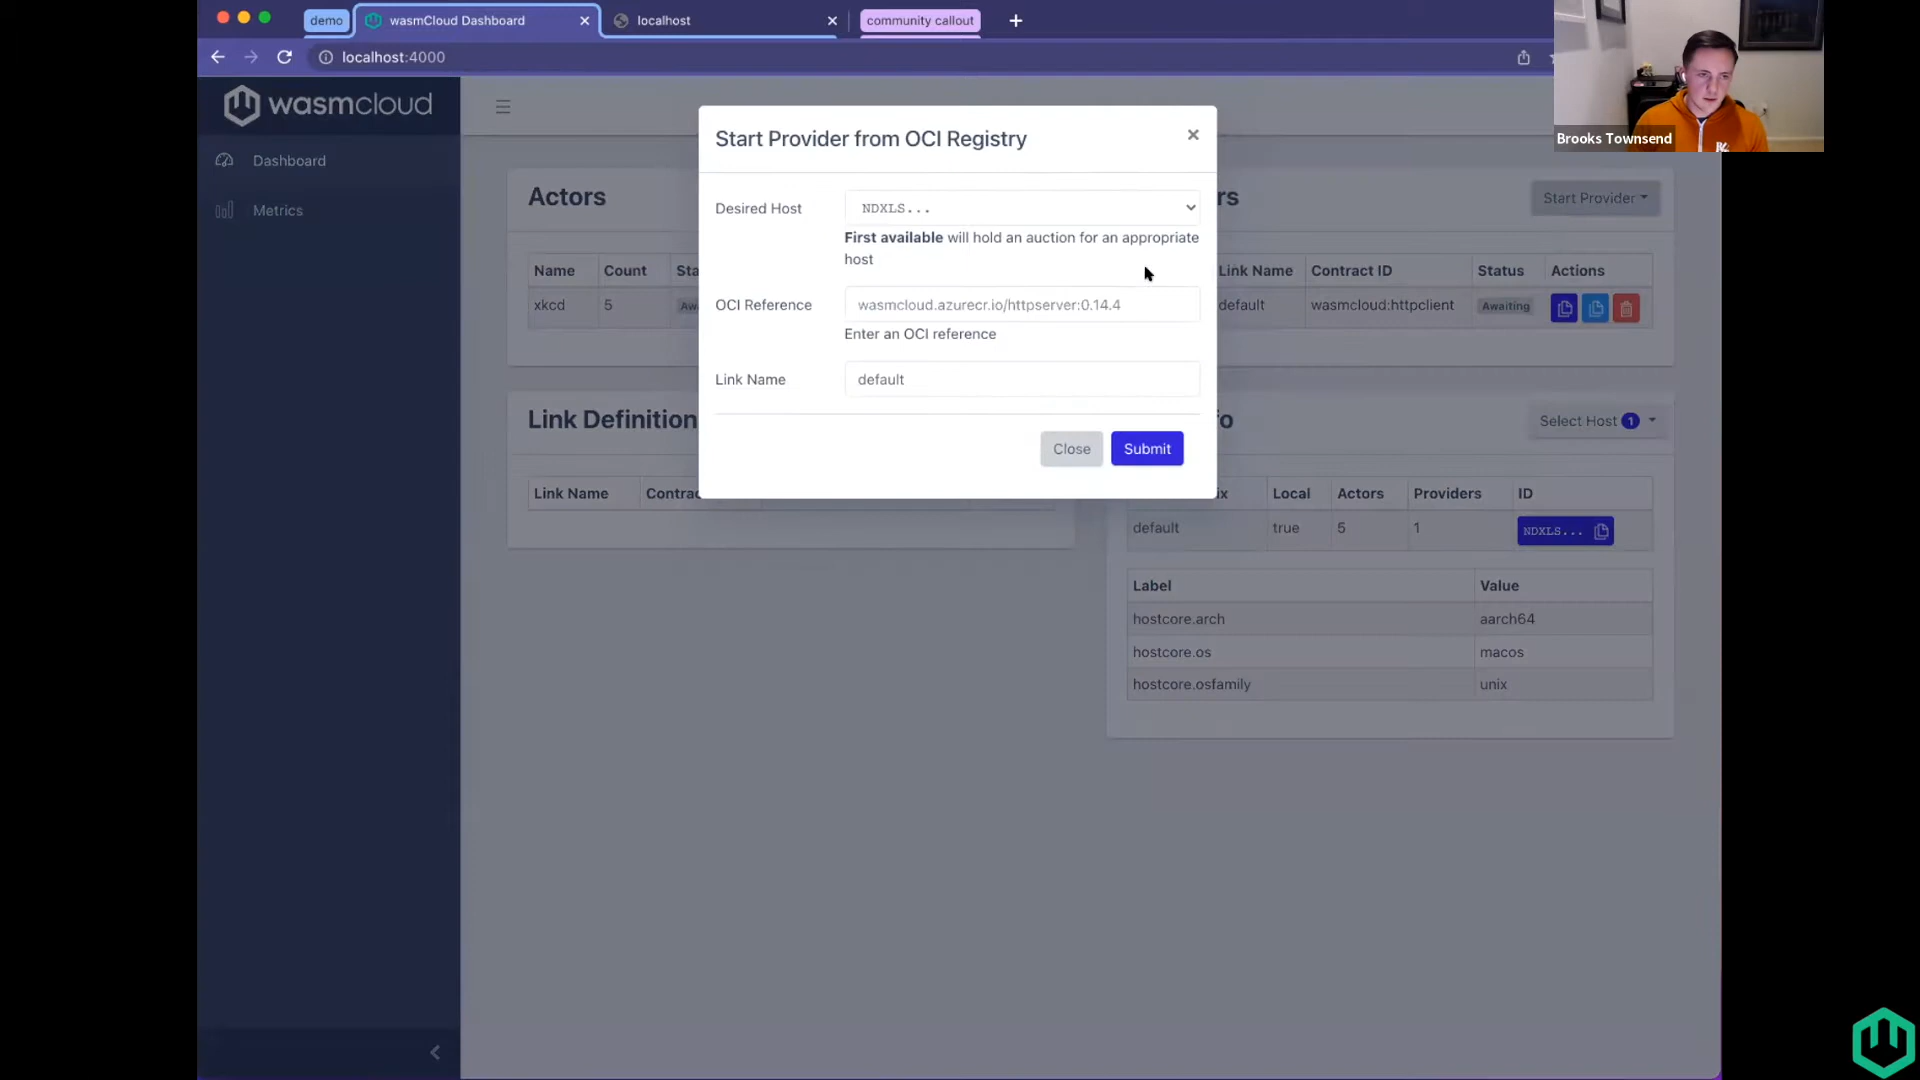 demo
wasmCloud Dashboard
localhost
community callout
localhost:4000
Brooks Townsend
wasmcloud
Dashboard
Metrics
Start Provider from OCI Registry
Desired Host
NDXLS...
First available will hold an auction for an appropriate
host
OCI Reference
wasmcloud.azurecr.io/httpserver:0.14.4
Enter an OCI reference
Link Name
default
Close
Submit
Actors
Name Count Sta
xkcd 5
rs
Start Provider
Link Name Contract ID Status Actions
default wasmcloud:httpclient Awaiting
Link Definition
Link Name Contrac
fo
Select Host 1
ix Local Actors Providers ID
default true 5 1 NDXLS...
Label Value
hostcore.arch aarch64
hostcore.os macos
hostcore.osfamily unix